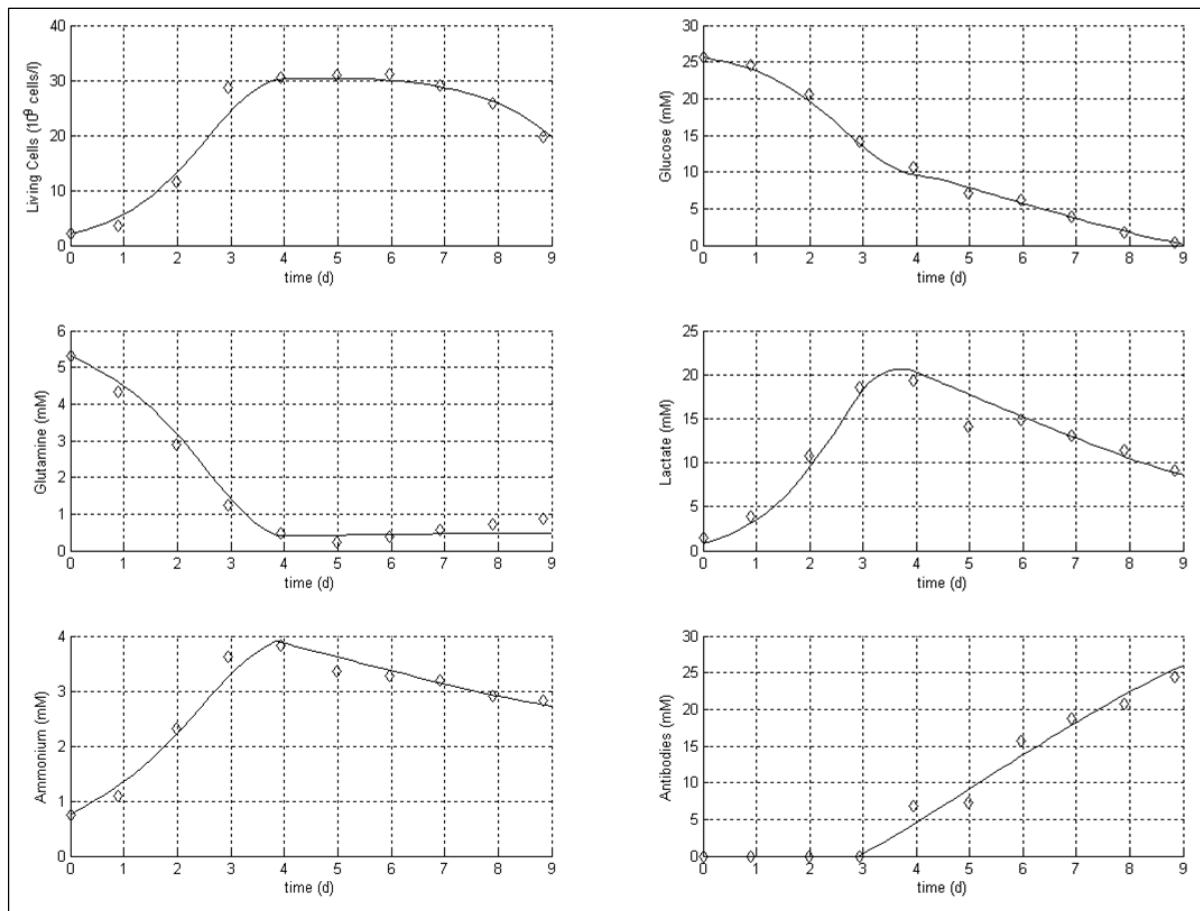 Living Cells (10⁹ cells/l)
40
30
20
10
0
0 1 2 3 4 5 6 7 8 9
time (d)
Glucose (mM)
30
25
20
15
10
5
0
0 1 2 3 4 5 6 7 8 9
time (d)
Glutamine (mM)
6
5
4
3
2
1
0
0 1 2 3 4 5 6 7 8 9
time (d)
Lactate (mM)
25
20
15
10
5
0
0 1 2 3 4 5 6 7 8 9
time (d)
Ammonium (mM)
4
3
2
1
0
0 1 2 3 4 5 6 7 8 9
time (d)
Antibodies (mM)
30
25
20
15
10
5
0
0 1 2 3 4 5 6 7 8 9
time (d)